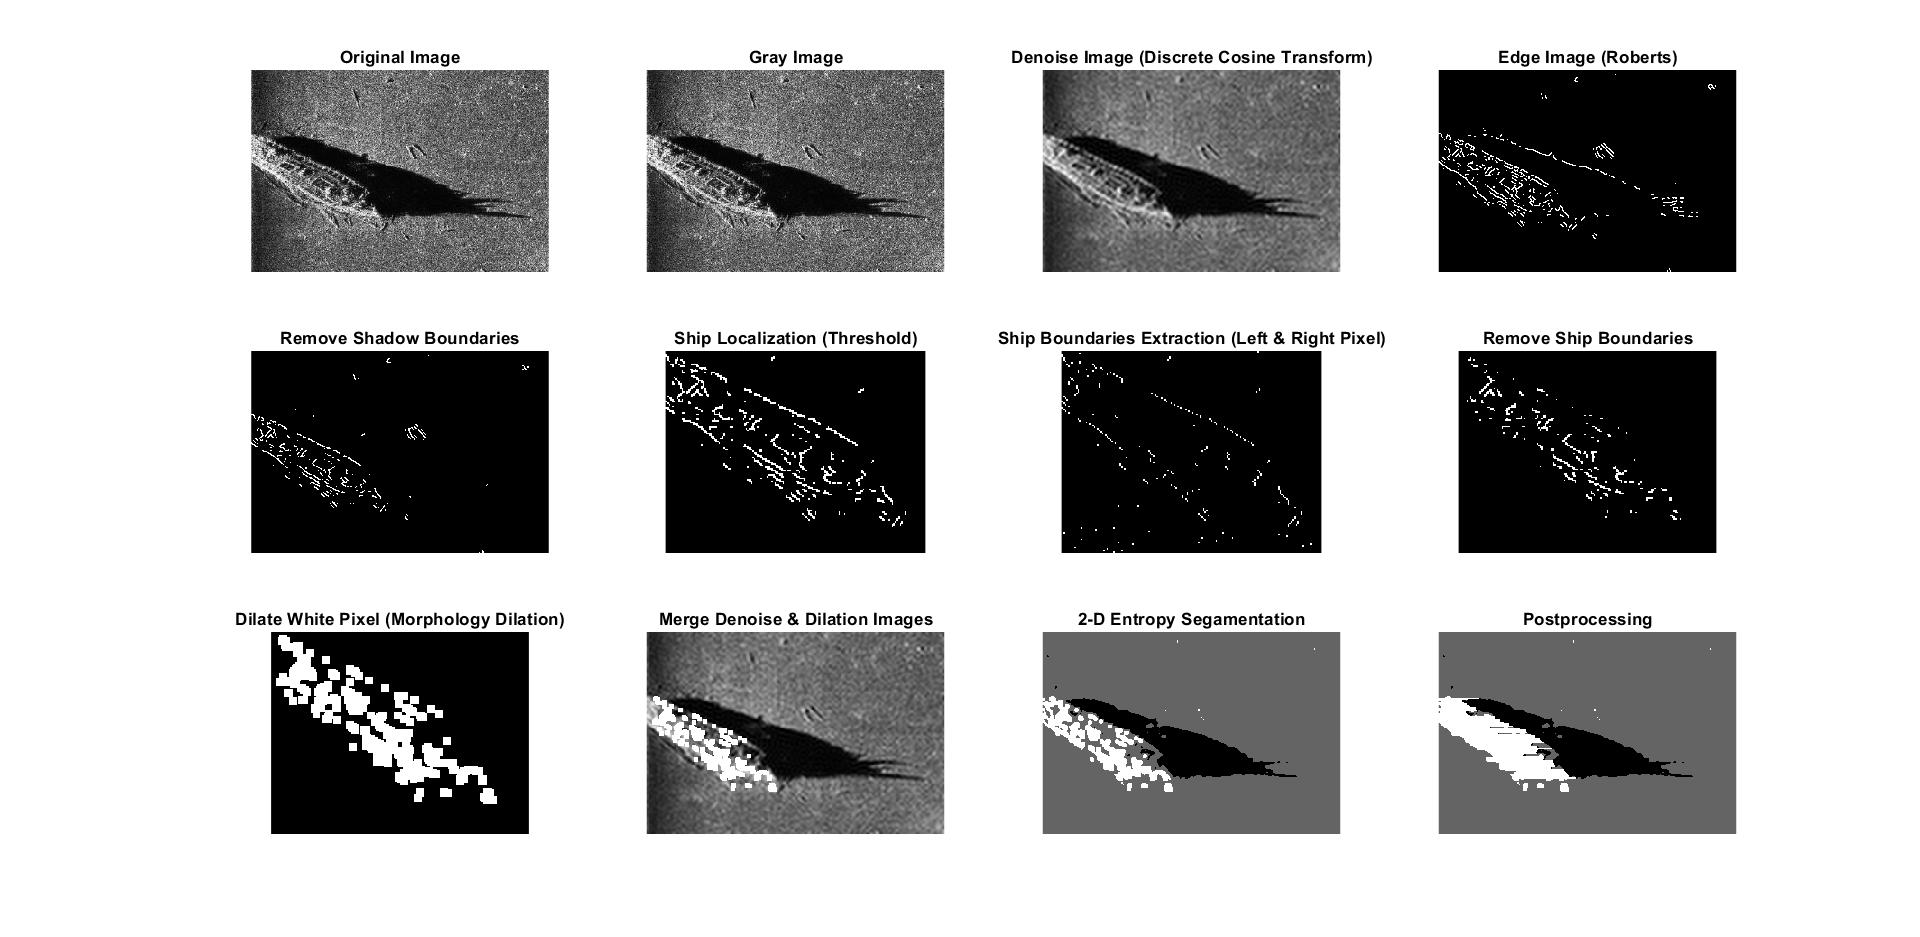 Original Image
Gray Image
Denoise Image (Discrete Cosine Transform)
Edge Image (Roberts)
Remove Shadow Boundaries
Ship Localization (Threshold)
Ship Boundaries Extraction (Left & Right Pixel)
Remove Ship Boundaries
Dilate White Pixel (Morphology Dilation)
Merge Denoise & Dilation Images
2-D Entropy Segamentation
Postprocessing